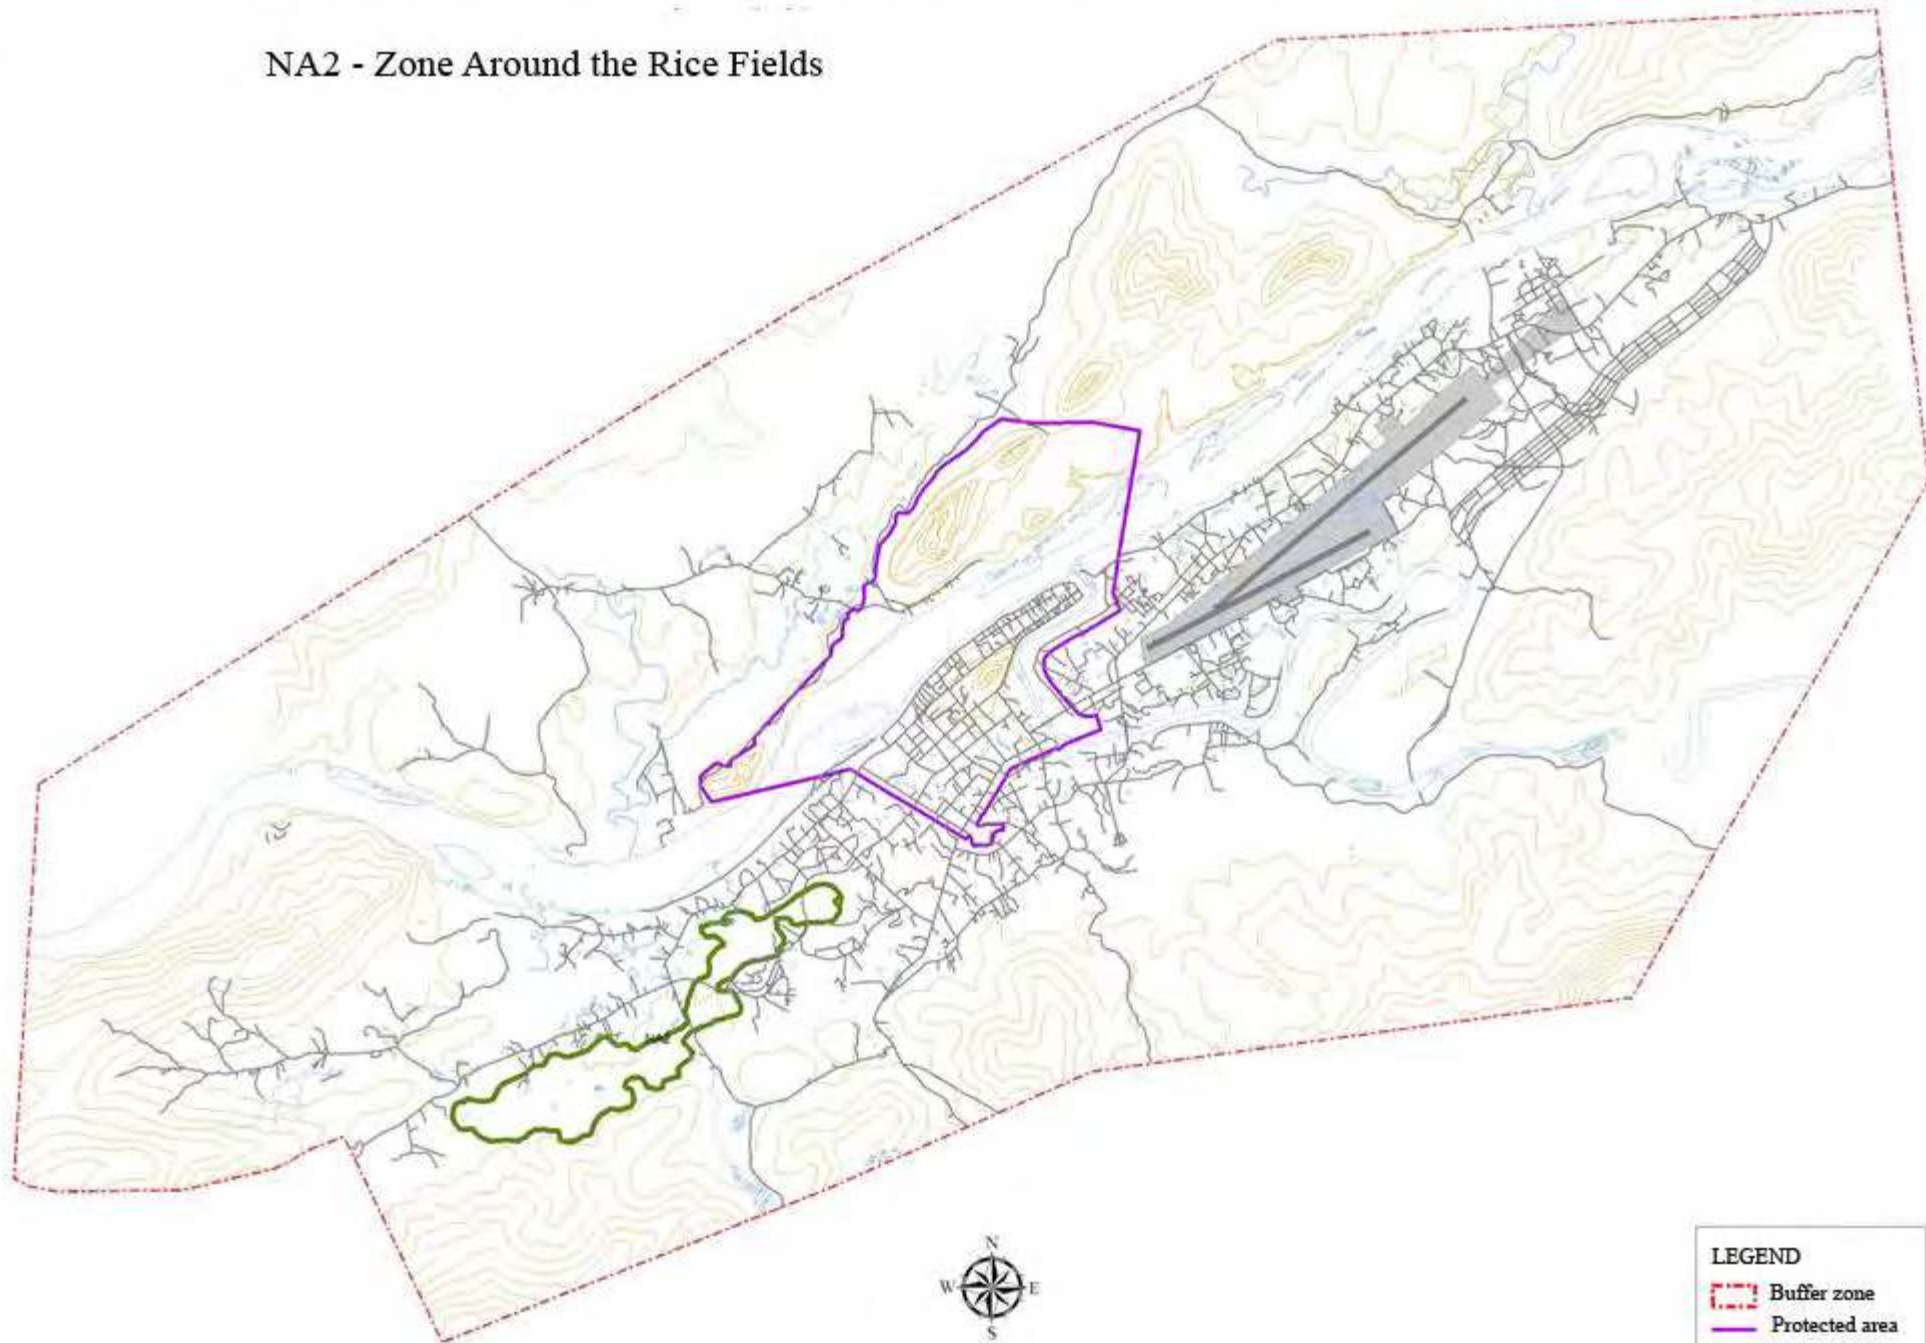 NA2 - Zone Around the Rice Fields
N
W
E
S
LEGEND
Buffer zone
Protected area